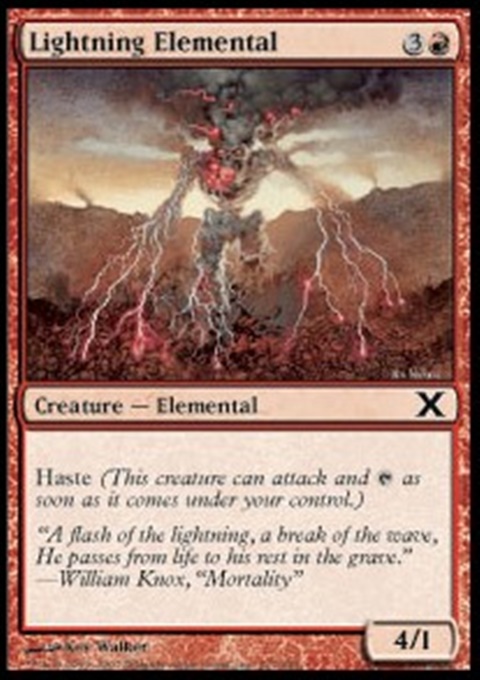 Lightning Elemental
3
Creature — Elemental
X
Haste (This creature can attack and as
soon as it comes under your control.)
“A flash of the lightning, a break of the wave,
He passes from life to his rest in the grave.”
—William Knox, “Mortality”
Kev Walker
4/1